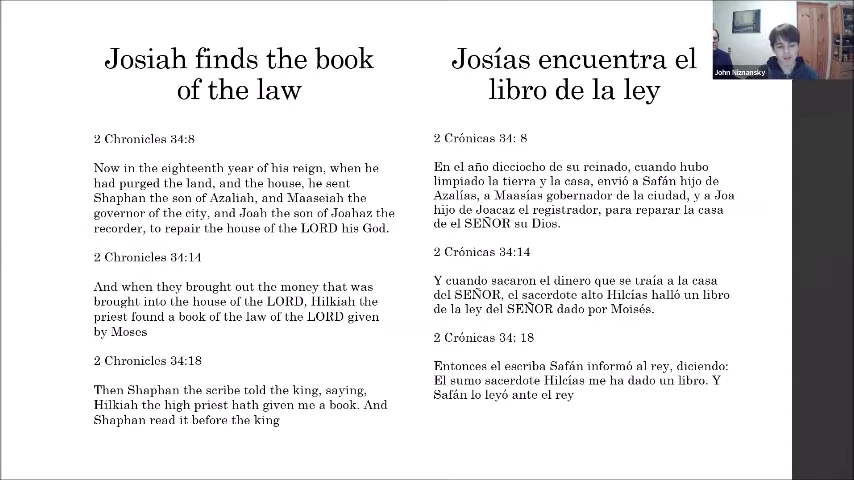 Josiah finds the book
of the law
2 Chronicles 34:8
Now in the eighteenth year of his reign, when he
had purged the land, and the house, he sent
Shaphan the son of Azaliah, and Maaseiah the
governor of the city, and Joah the son of Joahaz the
recorder, to repair the house of the LORD his God.
2 Chronicles 34:14
And when they brought out the money that was
brought into the house of the LORD, Hilkiah the
priest found a book of the law of the LORD given
by Moses
2 Chronicles 34:18
Then Shaphan the scribe told the king, saying,
Hilkiah the high priest hath given me a book. And
Shaphan read it before the king
Josías encuentra el
libro de la ley
2 Crónicas 34: 8
En el año dieciocho de su reinado, cuando hubo
limpiado la tierra y la casa, envió a Safán hijo de
Azalías, a Maasías gobernador de la ciudad, y a Joa
hijo de Joacaz el registrador, para reparar la casa
de el SEÑOR su Dios.
2 Crónicas 34:14
Y cuando sacaron el dinero que se traía a la casa
del SEÑOR, el sacerdote alto Hilcías halló un libro
de la ley del SEÑOR dado por Moisés.
2 Crónicas 34: 18
Entonces el escriba Safán informó al rey, diciendo:
El sumo sacerdote Hilcías me ha dado un libro. Y
Safán lo leyó ante el rey
John Niznansky